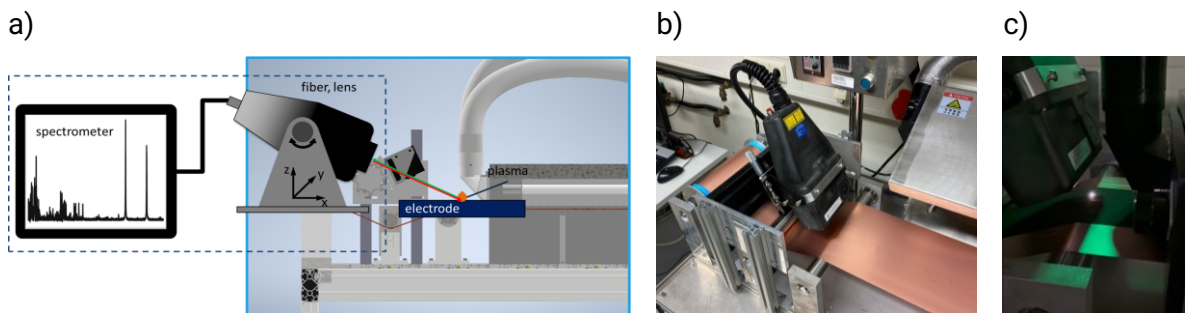 a)
b)
c)
fiber, lens
spectrometer
plasma
z
y
x
electrode